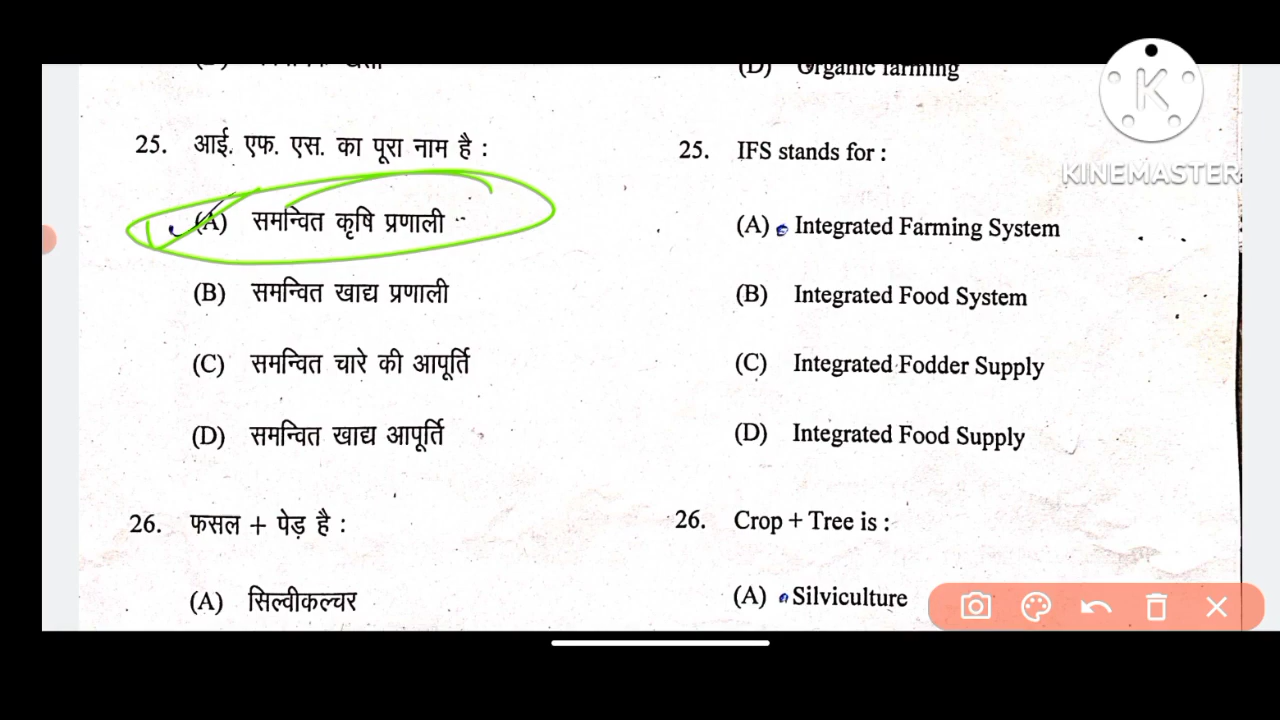 (D) Organic farming
25. आई. एफ. एस. का पूरा नाम है :
(A) समन्वित कृषि प्रणाली
(B) समन्वित खाद्य प्रणाली
(C) समन्वित चारे की आपूर्ति
(D) समन्वित खाद्य आपूर्ति
26. फसल + पेड़ है :
(A) सिल्वीकल्चर
25. IFS stands for :
(A) Integrated Farming System
(B) Integrated Food System
(C) Integrated Fodder Supply
(D) Integrated Food Supply
26. Crop + Tree is :
(A) Silviculture
K
KINEMASTER